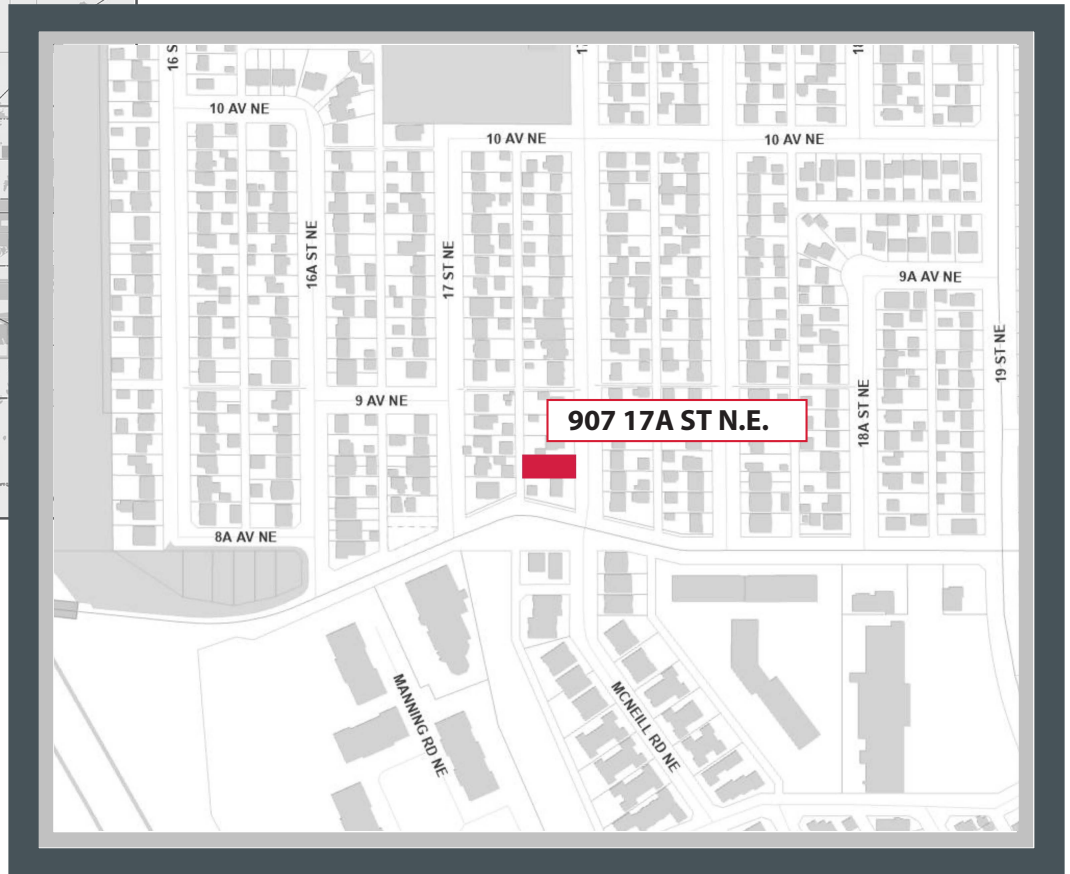 16 S
10 AV NE
10 AV NE
10 AV NE
16A ST NE
17 ST NE
9A AV NE
19 ST NE
9 AV NE
907 17A ST N.E.
18A ST NE
8A AV NE
MANNING RD NE
MCNEILL RD NE